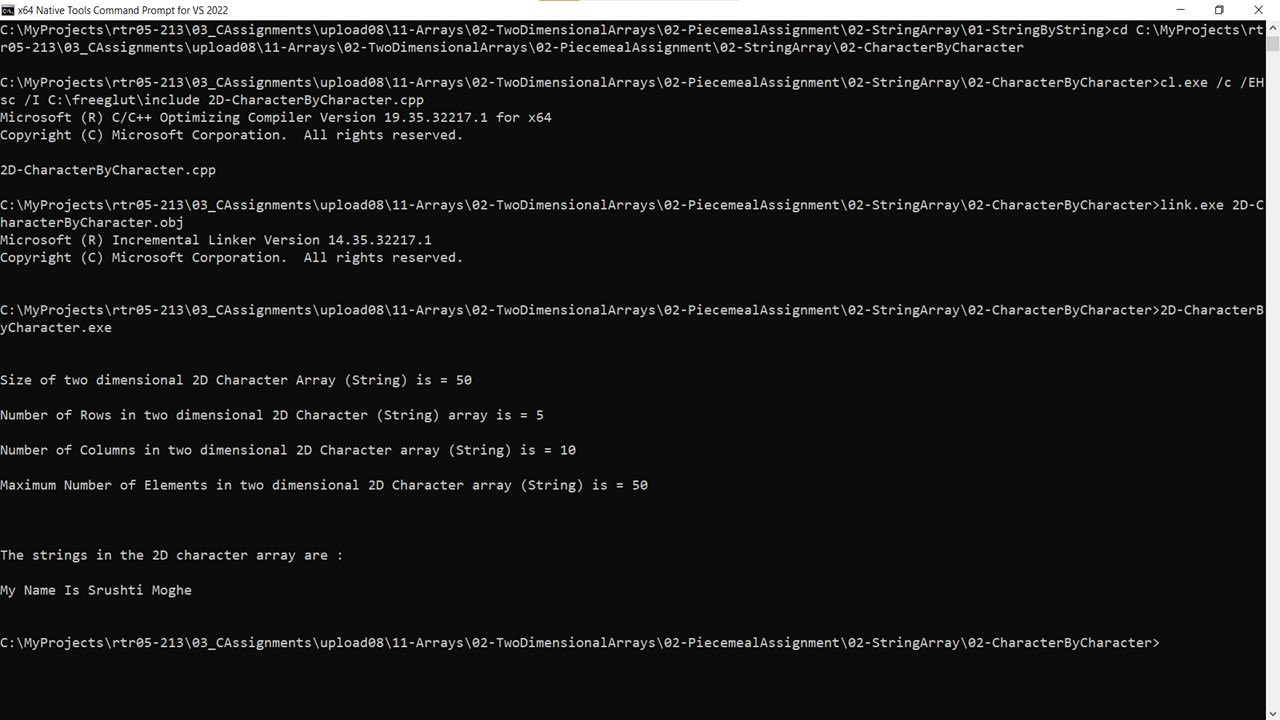 x64 Native Tools Command Prompt for VS 2022
C:\MyProjects\rtr05-213\03_CAssignments\upload08\11-Arrays\02-TwoDimensionalArrays\02-PiecemealAssignment\02-StringArray\01-StringByString>cd C:\MyProjects\rt
r05-213\03_CAssignments\upload08\11-Arrays\02-TwoDimensionalArrays\02-PiecemealAssignment\02-StringArray\02-CharacterByCharacter
C:\MyProjects\rtr05-213\03_CAssignments\upload08\11-Arrays\02-TwoDimensionalArrays\02-PiecemealAssignment\02-StringArray\02-CharacterByCharacter>cl.exe /c /EH
sc /I C:\freeglut\include 2D-CharacterByCharacter.cpp
Microsoft (R) C/C++ Optimizing Compiler Version 19.35.32217.1 for x64
Copyright (C) Microsoft Corporation.  All rights reserved.
2D-CharacterByCharacter.cpp
C:\MyProjects\rtr05-213\03_CAssignments\upload08\11-Arrays\02-TwoDimensionalArrays\02-PiecemealAssignment\02-StringArray\02-CharacterByCharacter>link.exe 2D-C
haracterByCharacter.obj
Microsoft (R) Incremental Linker Version 14.35.32217.1
Copyright (C) Microsoft Corporation.  All rights reserved.
C:\MyProjects\rtr05-213\03_CAssignments\upload08\11-Arrays\02-TwoDimensionalArrays\02-PiecemealAssignment\02-StringArray\02-CharacterByCharacter>2D-CharacterB
yCharacter.exe
Size of two dimensional 2D Character Array (String) is = 50
Number of Rows in two dimensional 2D Character (String) array is = 5
Number of Columns in two dimensional 2D Character array (String) is = 10
Maximum Number of Elements in two dimensional 2D Character array (String) is = 50
The strings in the 2D character array are :
My Name Is Srushti Moghe
C:\MyProjects\rtr05-213\03_CAssignments\upload08\11-Arrays\02-TwoDimensionalArrays\02-PiecemealAssignment\02-StringArray\02-CharacterByCharacter>